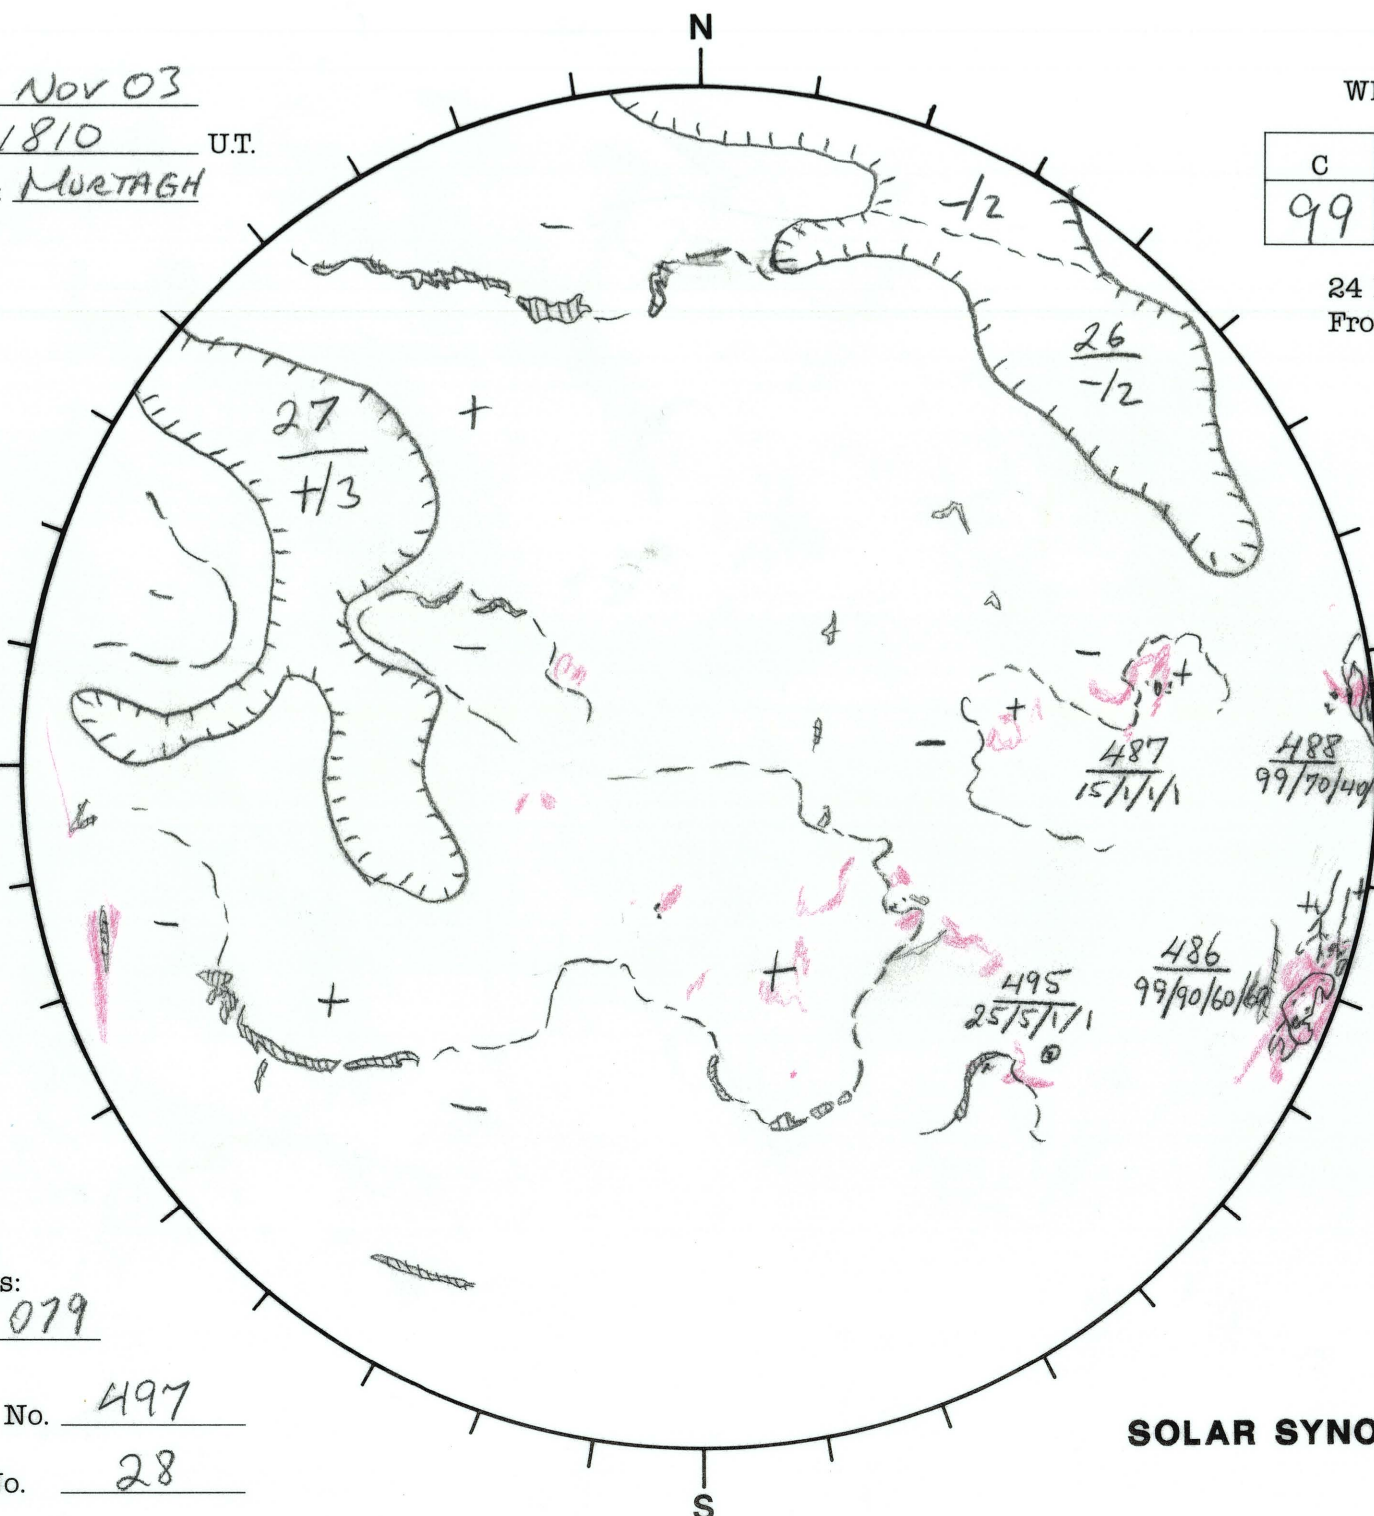 N
Nov 03
1810 U.T.
MURTAGH
C
99
24
Fro
-/2
-
26
-/2
27
+/3
+
-
-
-
+
+
-
487
15/1/1/1
488
99/70/40/
-
+
+
+
+
486
99/90/60/60
495
25/5/1/1
-
s:
079
No. 497
o. 28
SOLAR SYNO
S